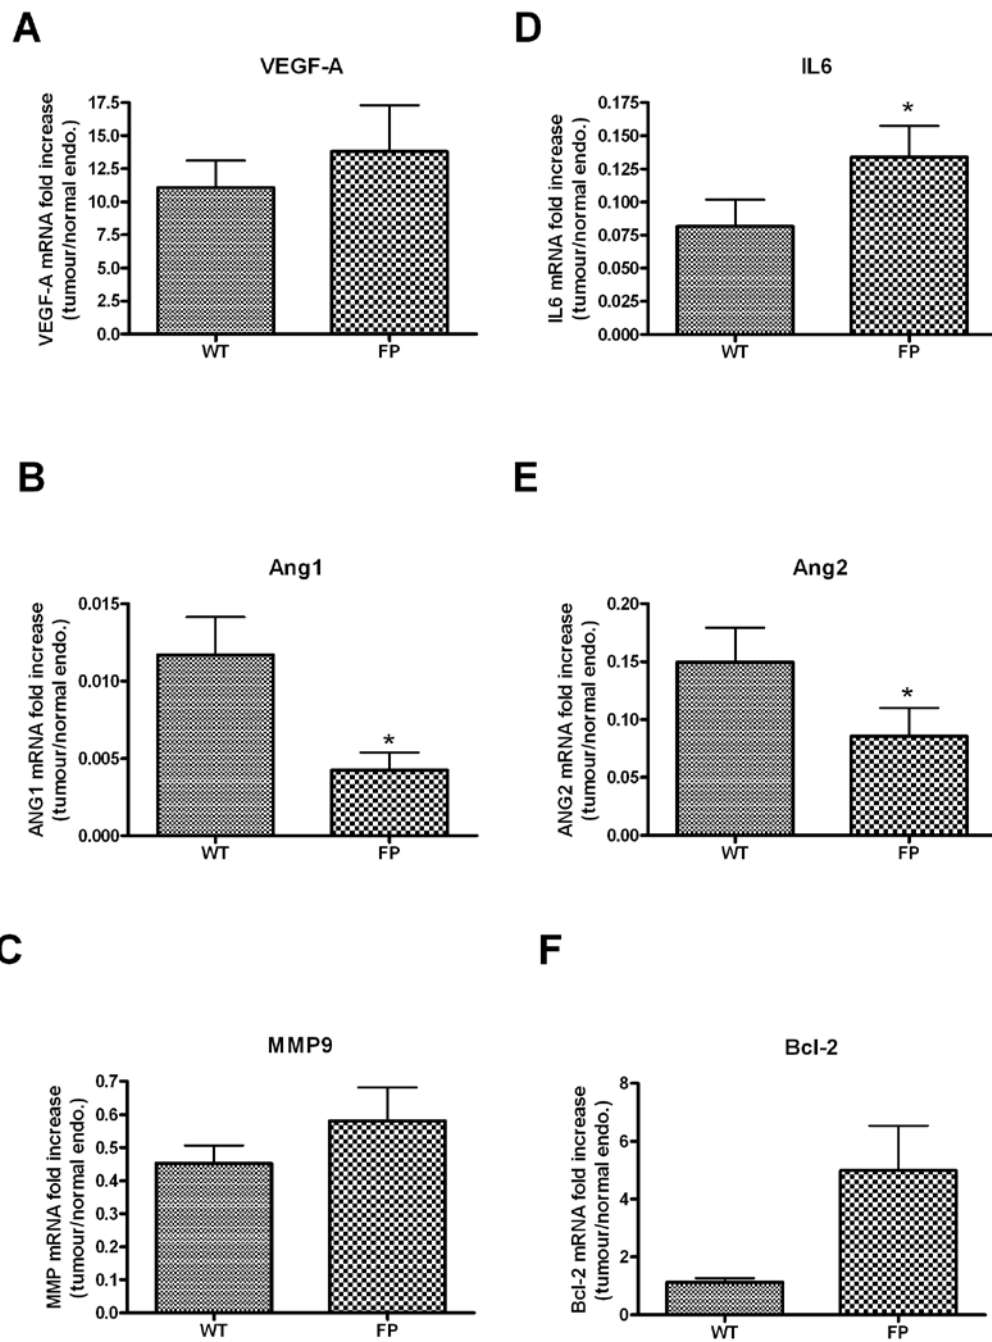 A
VEGF-A
VEGF-A mRNA fold increase
(tumour/normal endo.)
17.5
15.0
12.5
10.0
7.5
5.0
2.5
0.0
WT
FP
D
IL6
IL6 mRNA fold increase
(tumour/normal endo.)
0.175
0.150
0.125
0.100
0.075
0.050
0.025
0.000
*
WT
FP
B
Ang1
ANG1 mRNA fold increase
(tumour/normal endo.)
0.015
0.010
0.005
0.000
*
WT
FP
E
Ang2
ANG2 mRNA fold increase
(tumour/normal endo.)
0.20
0.15
0.10
0.05
0.00
*
WT
FP
C
MMP9
MMP mRNA fold increase
(tumour/normal endo.)
0.7
0.6
0.5
0.4
0.3
0.2
0.1
0.0
WT
FP
F
Bcl-2
Bcl-2 mRNA fold increase
(tumour/normal endo.)
8
6
4
2
0
WT
FP